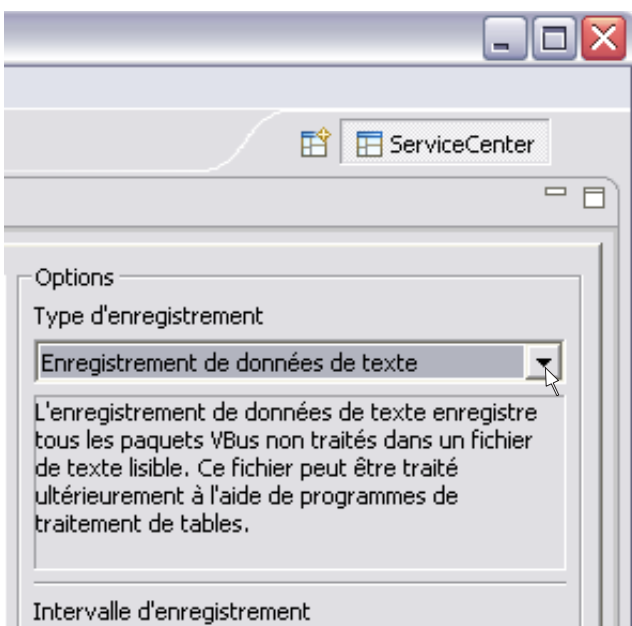 ServiceCenter
Options
Type d'enregistrement
Enregistrement de données de texte
L'enregistrement de données de texte enregistre
tous les paquets VBus non traités dans un fichier
de texte lisible. Ce fichier peut être traité
ultérieurement à l'aide de programmes de
traitement de tables.
Intervalle d'enregistrement